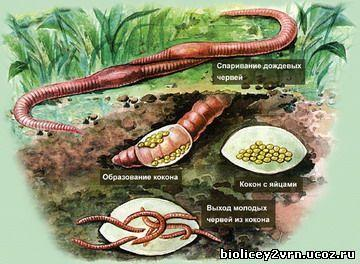 Спаривание дождевых
червей
Образование кокона
Кокон с яйцами
Выход молодых
червей из кокона
biolicey2vrn.ucoz.ru